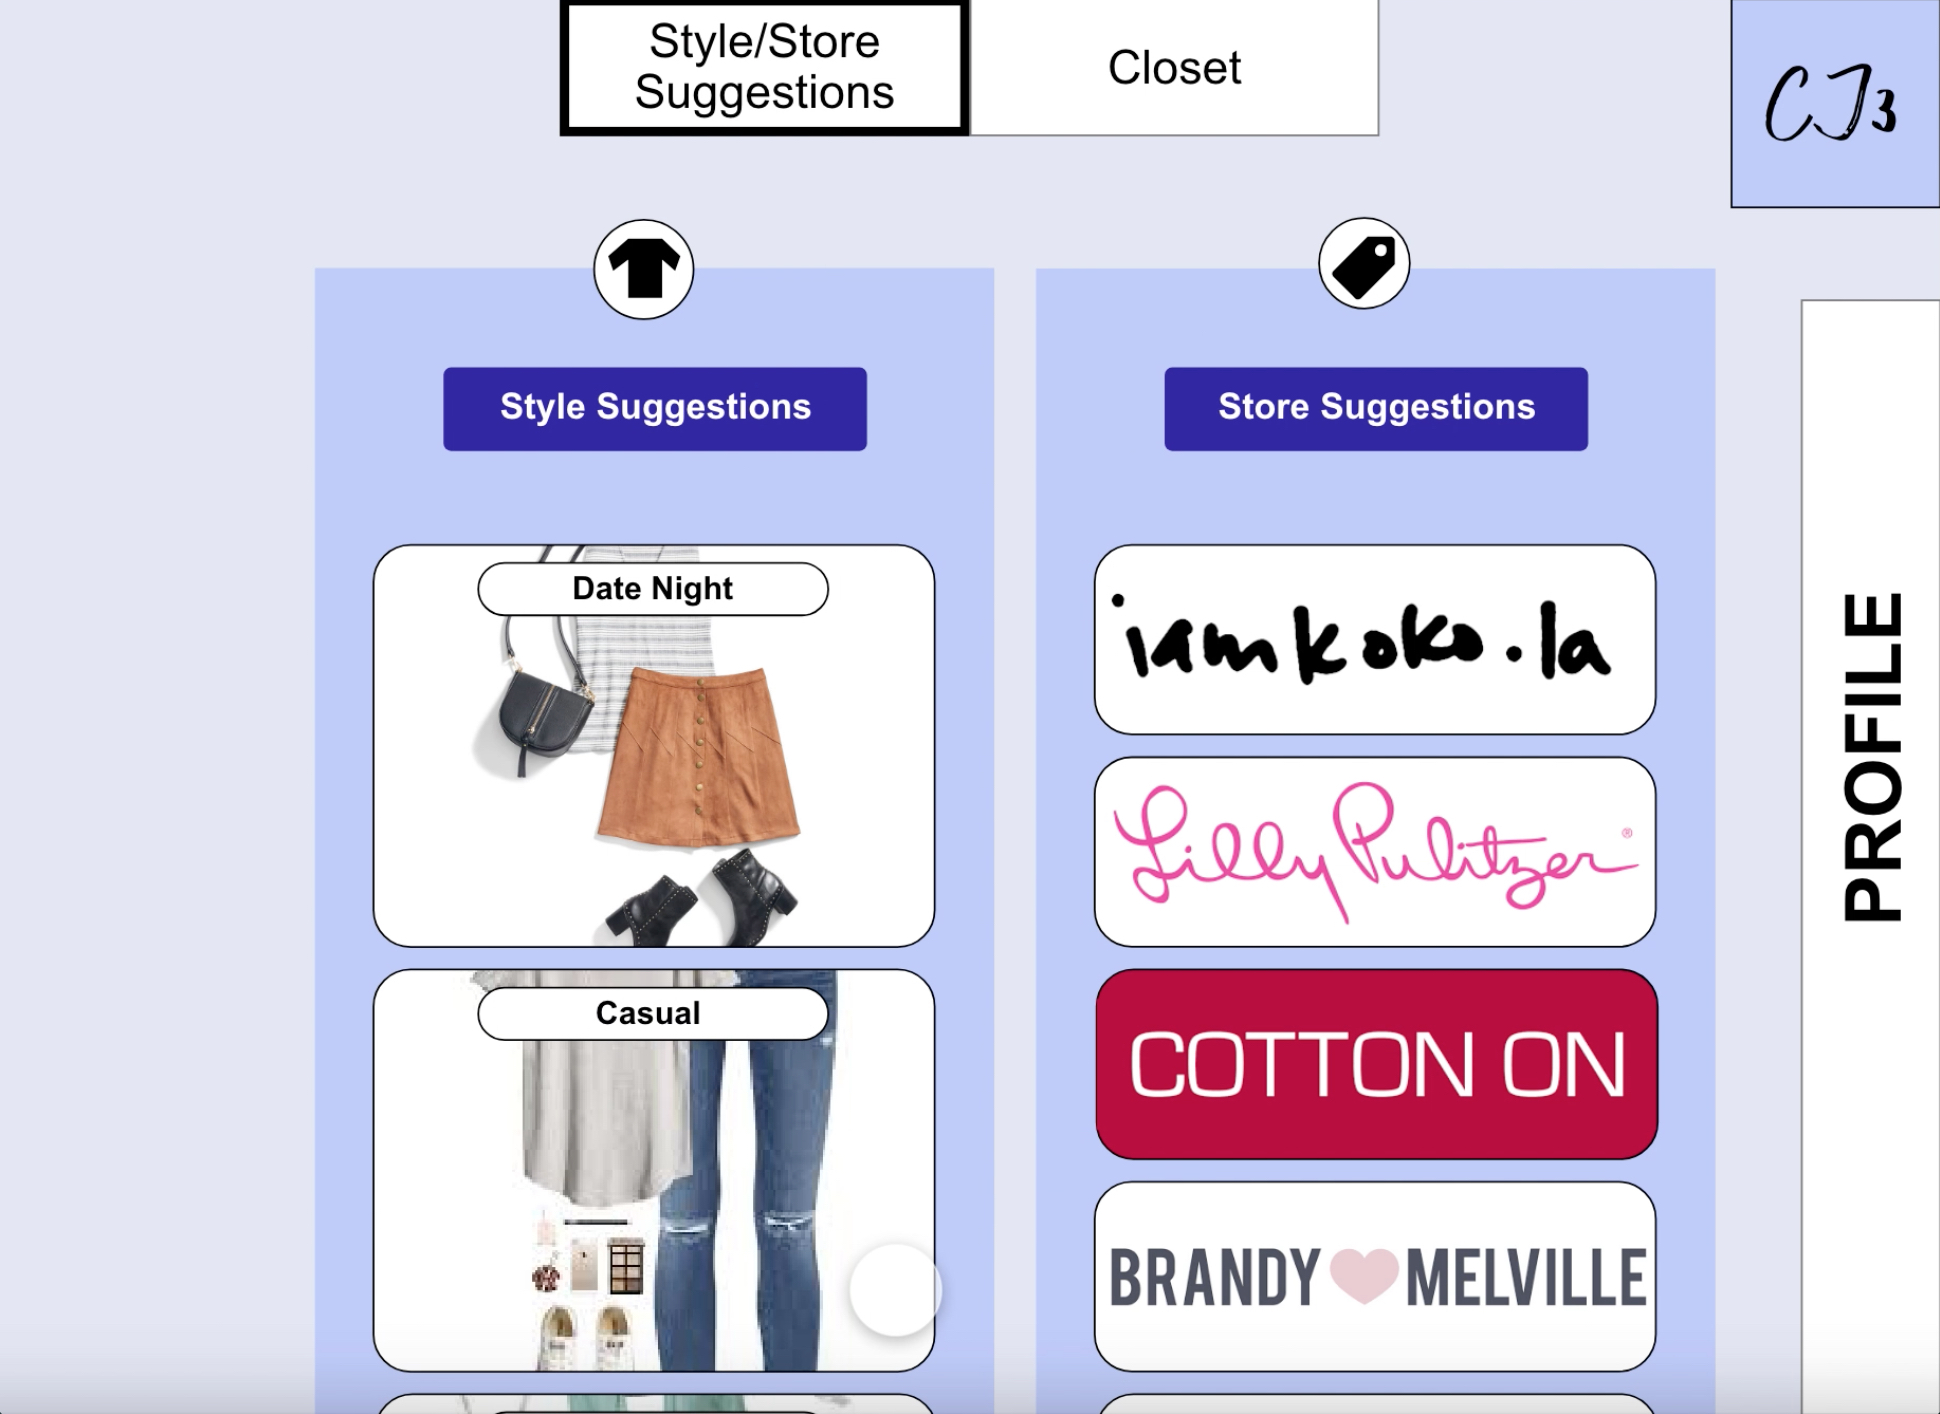 Style/Store
Suggestions
Closet
CJ3
Style Suggestions
Store Suggestions
Date Night
iamkoko.la
Lilly Pulitzer®
Casual
COTTON ON
BRANDY MELVILLE
PROFILE